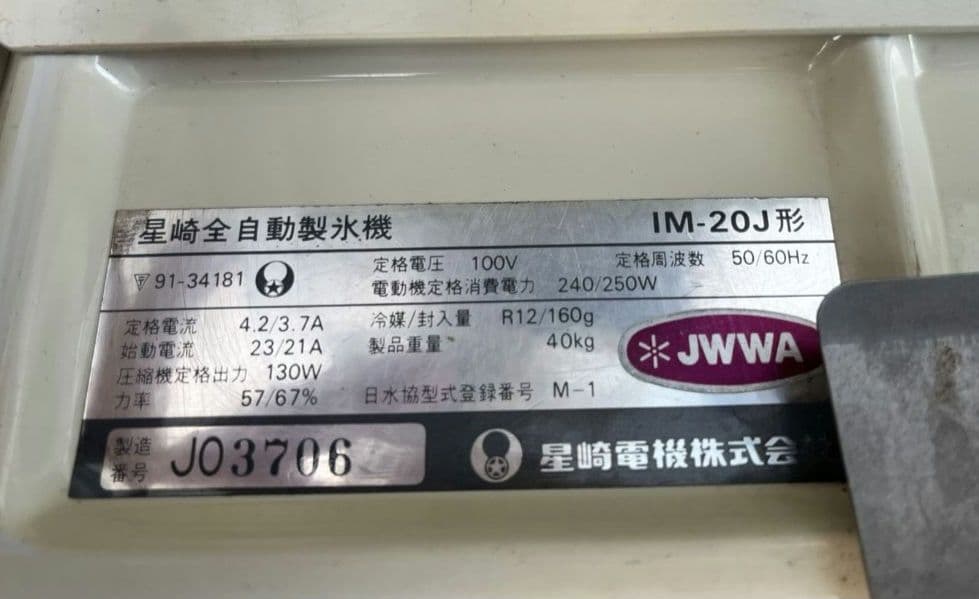 星崎全自動製氷機 IM-20J形
〒91-34181 定格電圧 100V 定格周波数 50/60Hz
電動機定格消費電力 240/250W
定格電流 4.2/3.7A 冷媒/封入量 R12/160g
始動電流 23/21A 製品重量 40kg
圧縮機定格出力 130W
力率 57/67% 日水協型式登録番号 M-1
JWWA
製造番号 JO3706
星崎電機株式会